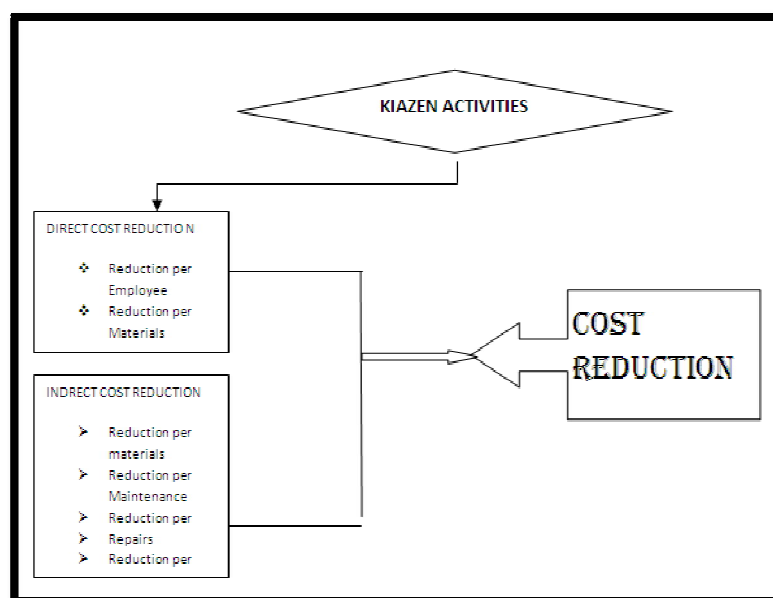 KIAZEN ACTIVITIES
DIRECT COST REDUCTION
❖ Reduction per
Employee
❖ Reduction per
Materials
INDRECT COST REDUCTION
➢ Reduction per
materials
➢ Reduction per
Maintenance
➢ Reduction per
➢ Repairs
➢ Reduction per
COST
REDUCTION